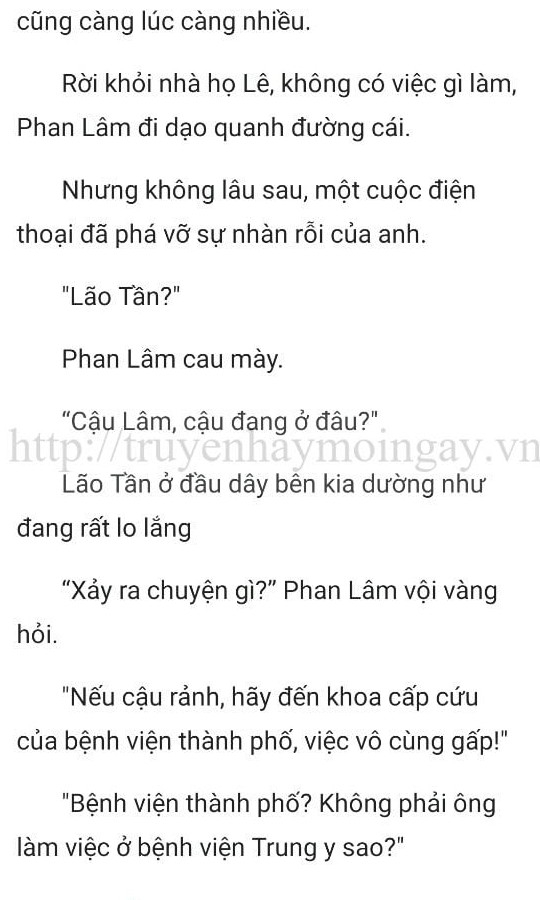 cũng càng lúc càng nhiều.
Rời khỏi nhà họ Lê, không có việc gì làm,
Phan Lâm đi dạo quanh đường cái.
Nhưng không lâu sau, một cuộc điện
thoại đã phá vỡ sự nhàn rỗi của anh.
"Lão Tần?"
Phan Lâm cau mày.
“Cậu Lâm, cậu đang ở đâu?"
http://truyenhaymoingay.vn
Lão Tần ở đầu dây bên kia dường như
đang rất lo lắng
“Xảy ra chuyện gì?” Phan Lâm vội vàng
hỏi.
"Nếu cậu rảnh, hãy đến khoa cấp cứu
của bệnh viện thành phố, việc vô cùng gấp!"
"Bệnh viện thành phố? Không phải ông
làm việc ở bệnh viện Trung y sao?"